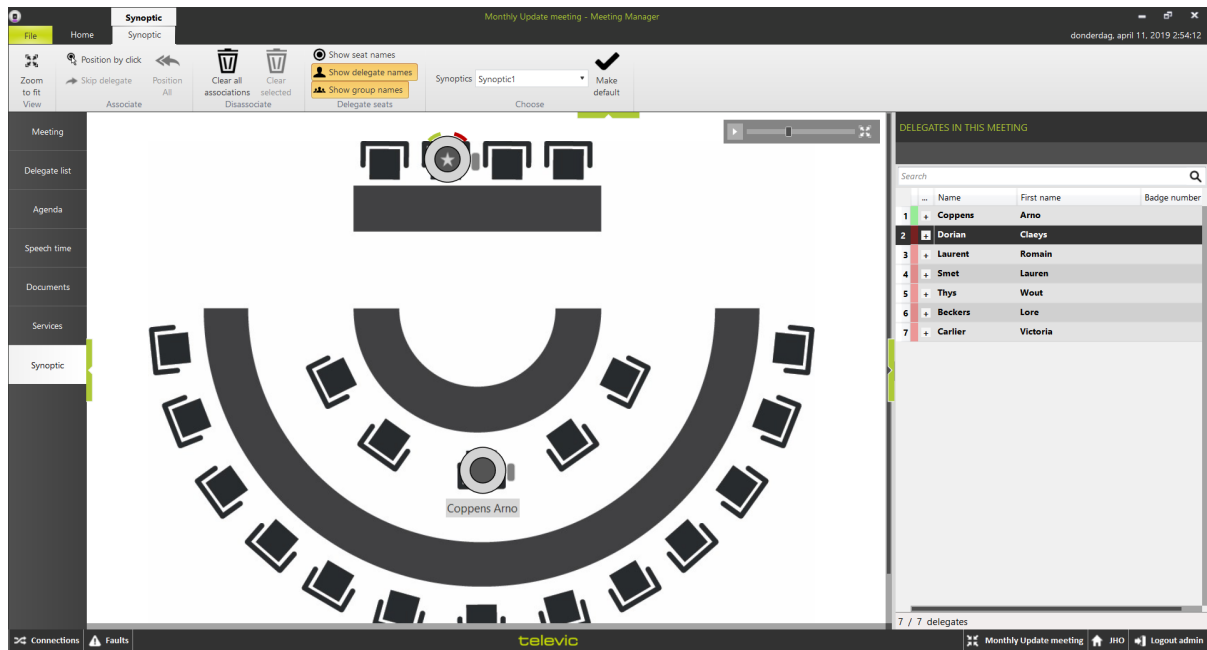 Synoptic
Monthly Update meeting - Meeting Manager
File
Home
Synoptic
donderdag, april 11, 2019 2:54:12
Zoom
to fit
View
Position by click
Skip delegate
Position
All
Associate
Clear all
associations
Clear
selected
Disassociate
Show seat names
Show delegate names
Show group names
Delegate seats
Synoptics
Synoptic1
Make
default
Choose
Meeting
Delegate list
Agenda
Speech time
Documents
Services
Synoptic
Coppens Arno
DELEGATES IN THIS MEETING
Search
... Name First name Badge number
1 + Coppens Arno
2 + Dorian Claeys
3 + Laurent Romain
4 + Smet Lauren
5 + Thys Wout
6 + Beckers Lore
7 + Carlier Victoria
7 / 7 delegates
Connections
Faults
televic
Monthly Update meeting
JHO
Logout admin